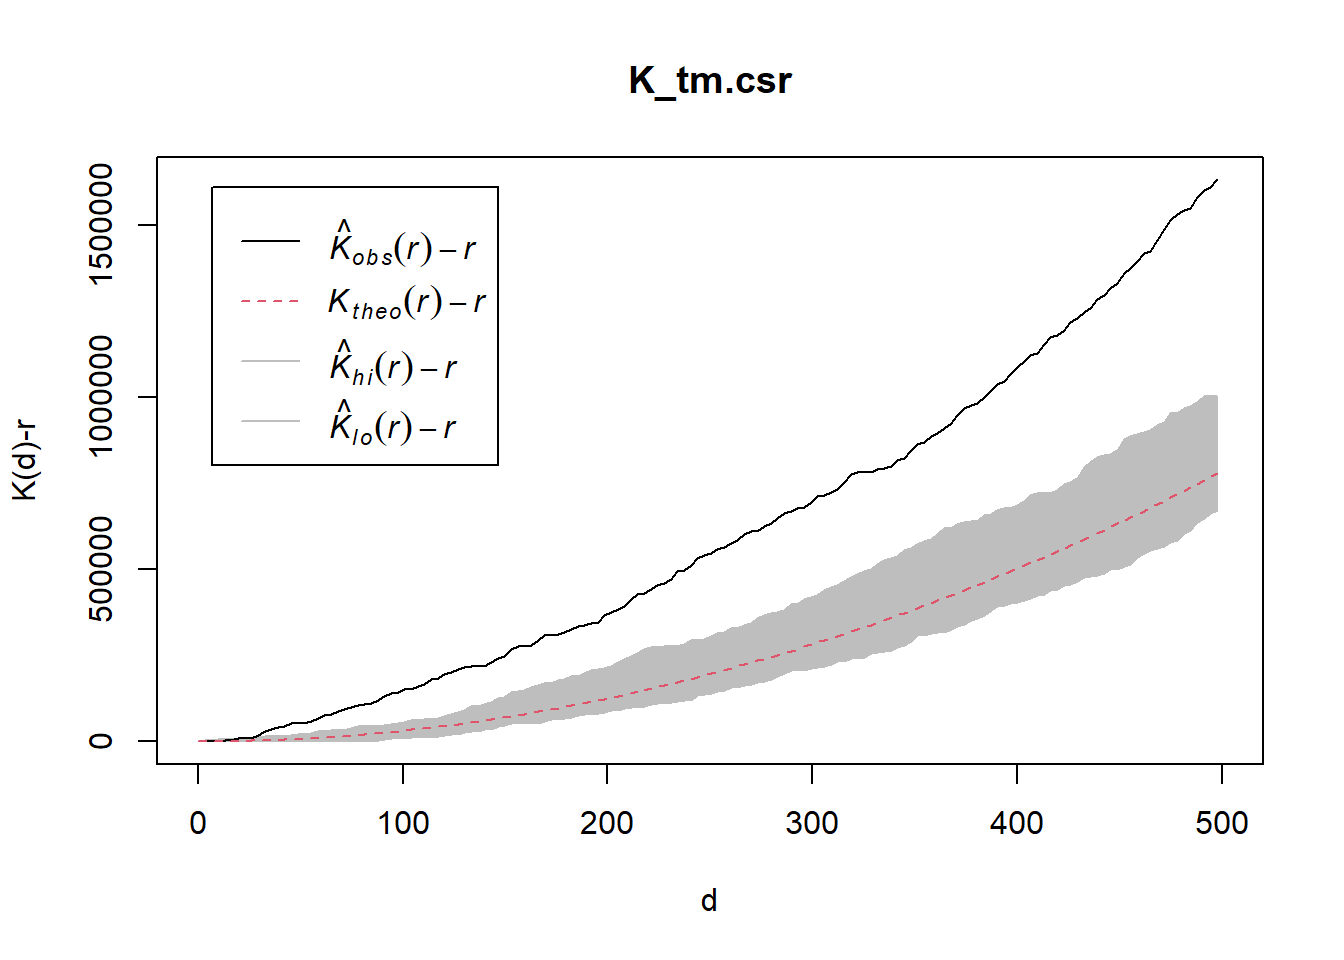 K_tm.csr
K̂obs(r) − r
Ktheo(r) − r
K̂hi(r) − r
K̂lo(r) − r
K(d)-r
0
500000
1000000
1500000
0 100 200 300 400 500
d